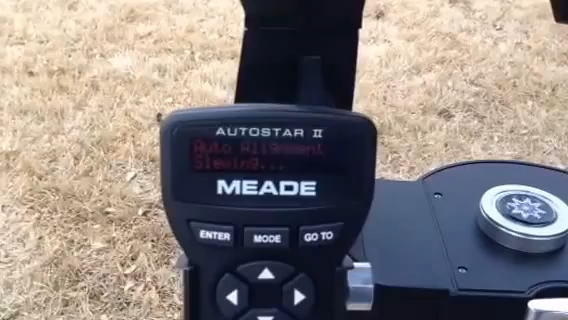 AUTOSTAR II
Auto Alignment
Slewing...
MEADE
ENTER MODE GO TO